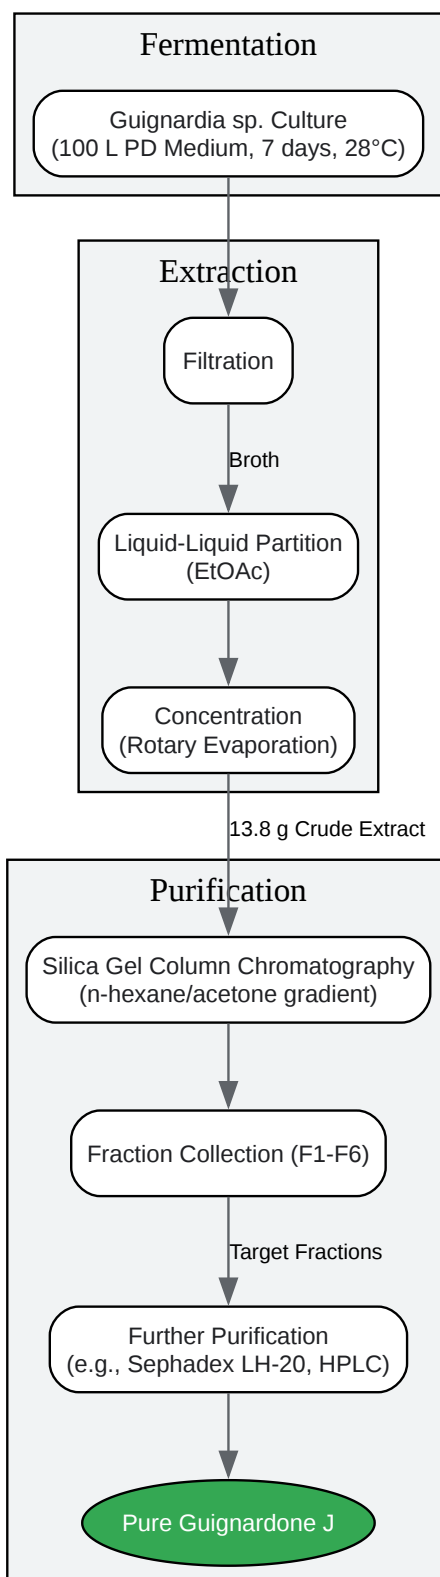 Fermentation
Guignardia sp. Culture
(100 L PD Medium, 7 days, 28°C)
Extraction
Filtration
Broth
Liquid-Liquid Partition
(EtOAc)
Concentration
(Rotary Evaporation)
13.8 g Crude Extract
Purification
Silica Gel Column Chromatography
(n-hexane/acetone gradient)
Fraction Collection (F1-F6)
Target Fractions
Further Purification
(e.g., Sephadex LH-20, HPLC)
Pure Guignardone J